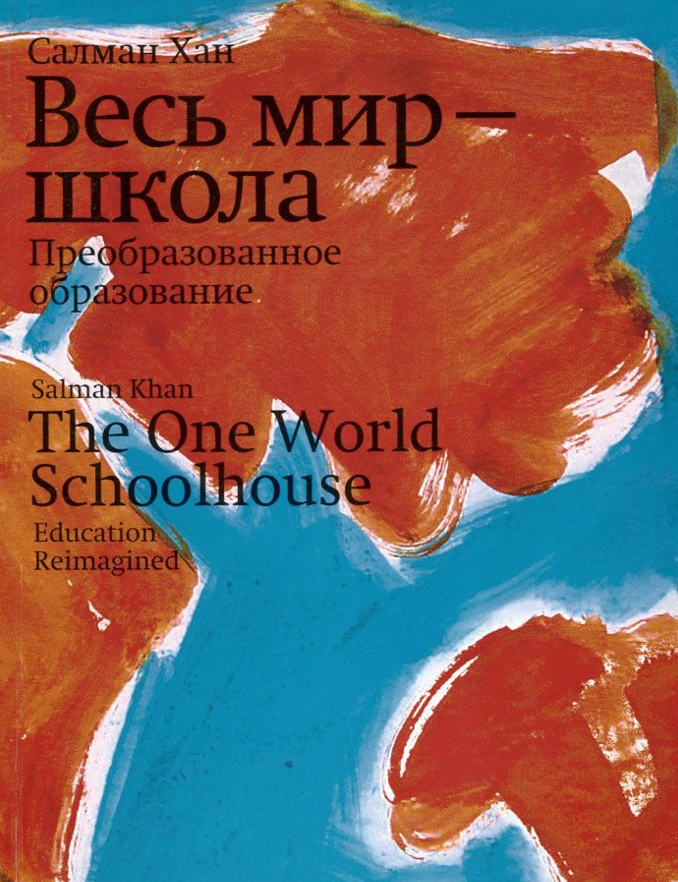 Салман Хан
Весь мир —
школа
Преобразованное
образование
Salman Khan
The One World
Schoolhouse
Education
Reimagined